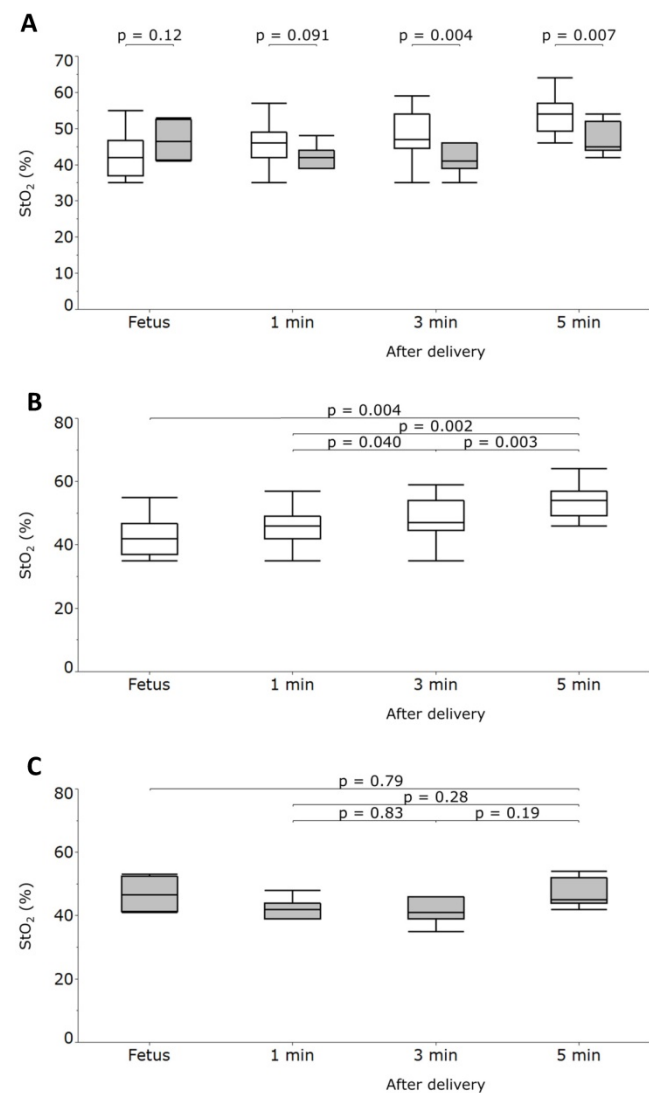 A
p = 0.12 p = 0.091 p = 0.004 p = 0.007
70
60
50
40
30
20
10
0
StO₂ (%)
Fetus 1 min 3 min 5 min
After delivery
B
p = 0.004
p = 0.002
p = 0.040 p = 0.003
80
60
40
20
0
StO₂ (%)
Fetus 1 min 3 min 5 min
After delivery
C
p = 0.79
p = 0.28
p = 0.83 p = 0.19
80
60
40
20
0
StO₂ (%)
Fetus 1 min 3 min 5 min
After delivery